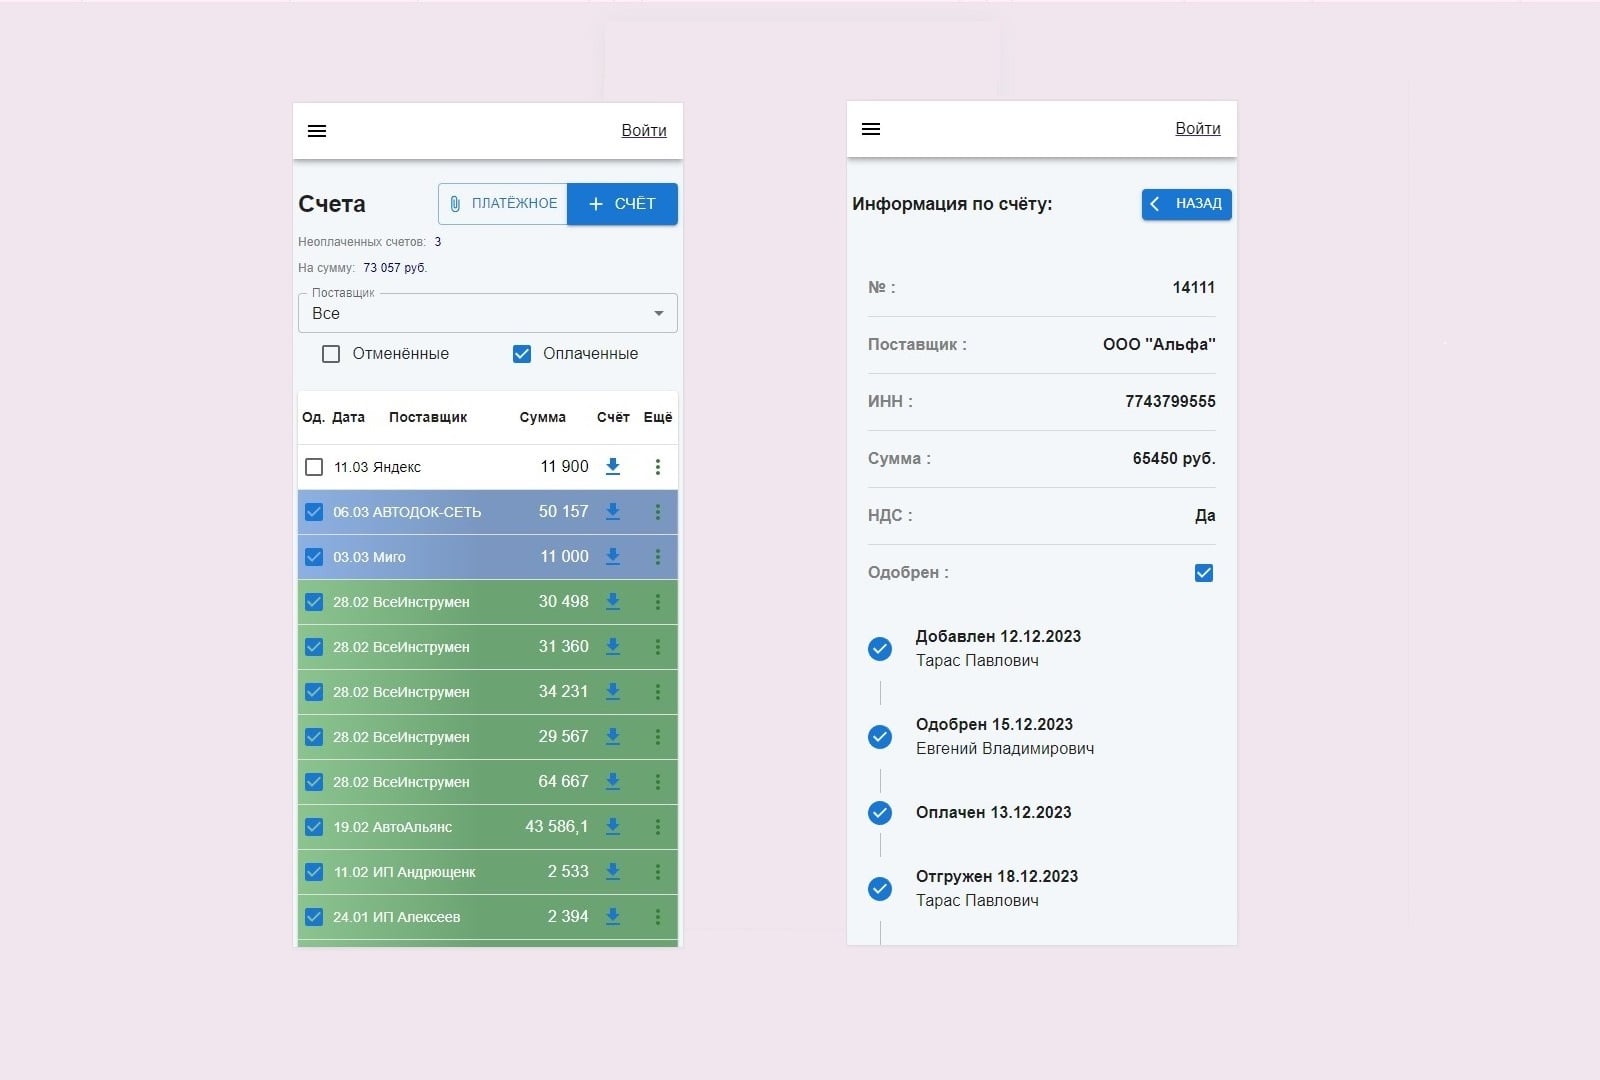 Войти
Счета
ПЛАТЁЖНОЕ
+ СЧЁТ
Неоплаченных счетов: 3
На сумму: 73 057 руб.
Поставщик
Все
Отменённые Оплаченные
Од. Дата Поставщик Сумма Счёт Ещё
11.03 Яндекс 11 900
06.03 АВТОДОК-СЕТЬ 50 157
03.03 Миго 11 000
28.02 ВсеИнструмен 30 498
28.02 ВсеИнструмен 31 360
28.02 ВсеИнструмен 34 231
28.02 ВсеИнструмен 29 567
28.02 ВсеИнструмен 64 667
19.02 АвтоАльянс 43 586,1
11.02 ИП Андрющенк 2 533
24.01 ИП Алексеев 2 394
Войти
Информация по счёту:
НАЗАД
№ : 14111
Поставщик : ООО "Альфа"
ИНН : 7743799555
Сумма : 65450 руб.
НДС : Да
Одобрен :
Добавлен 12.12.2023
Тарас Павлович
Одобрен 15.12.2023
Евгений Владимирович
Оплачен 13.12.2023
Отгружен 18.12.2023
Тарас Павлович